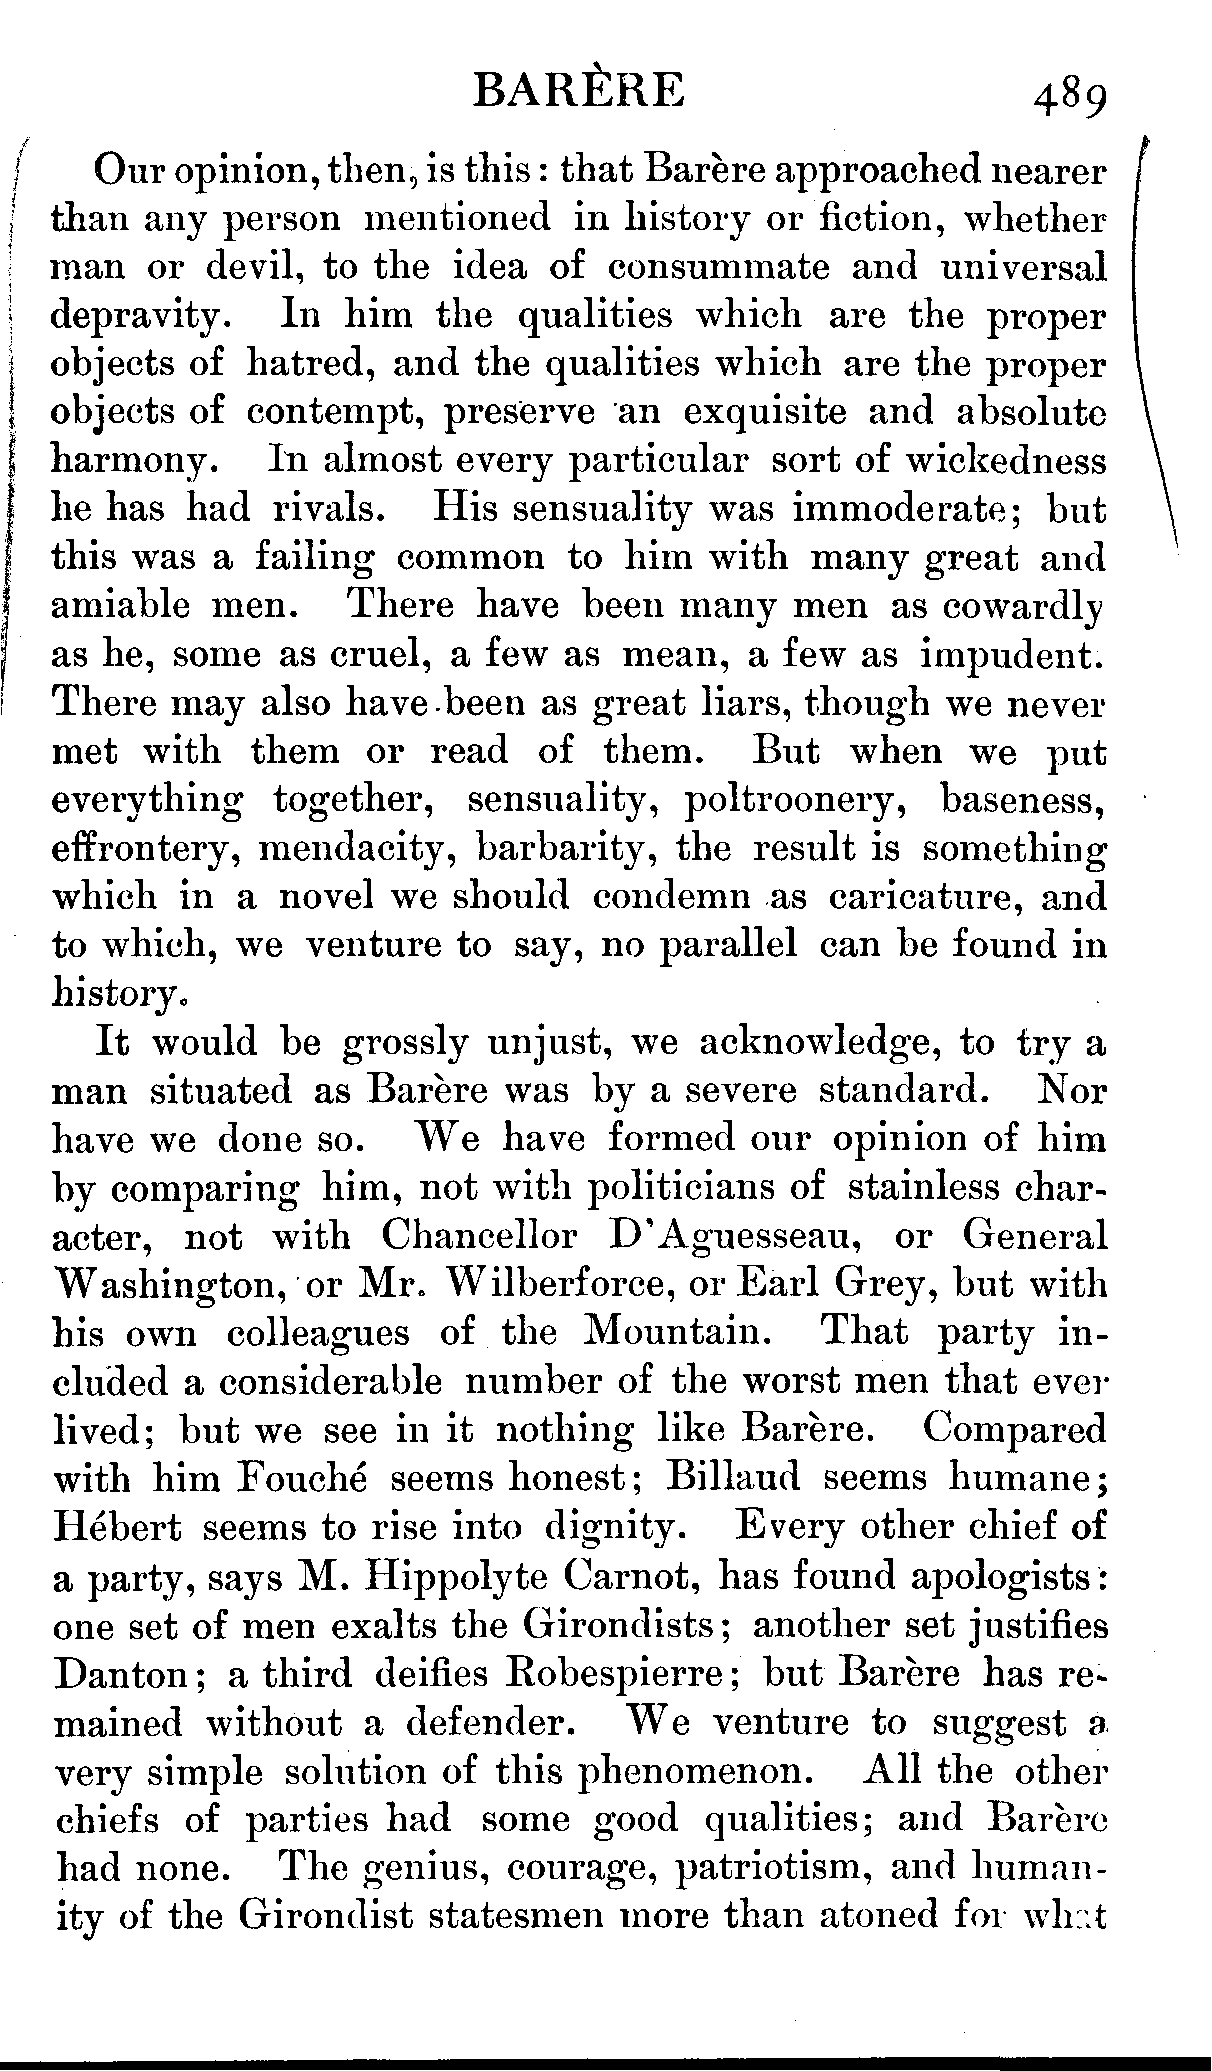 BARÈRE 489
Our opinion, then, is this: that Barère approached nearer
than any person mentioned in history or fiction, whether
man or devil, to the idea of consummate and universal
depravity. In him the qualities which are the proper
objects of hatred, and the qualities which are the proper
objects of contempt, preserve an exquisite and absolute
harmony. In almost every particular sort of wickedness
he has had rivals. His sensuality was immoderate; but
this was a failing common to him with many great and
amiable men. There have been many men as cowardly
as he, some as cruel, a few as mean, a few as impudent.
There may also have been as great liars, though we never
met with them or read of them. But when we put
everything together, sensuality, poltroonery, baseness,
effrontery, mendacity, barbarity, the result is something
which in a novel we should condemn as caricature, and
to which, we venture to say, no parallel can be found in
history.
It would be grossly unjust, we acknowledge, to try a
man situated as Barère was by a severe standard. Nor
have we done so. We have formed our opinion of him
by comparing him, not with politicians of stainless char-
acter, not with Chancellor D'Aguesseau, or General
Washington, or Mr. Wilberforce, or Earl Grey, but with
his own colleagues of the Mountain. That party in-
cluded a considerable number of the worst men that ever
lived; but we see in it nothing like Barère. Compared
with him Fouché seems honest; Billaud seems humane;
Hébert seems to rise into dignity. Every other chief of
a party, says M. Hippolyte Carnot, has found apologists:
one set of men exalts the Girondists; another set justifies
Danton; a third deifies Robespierre; but Barère has re-
mained without a defender. We venture to suggest a
very simple solution of this phenomenon. All the other
chiefs of parties had some good qualities; and Barère
had none. The genius, courage, patriotism, and human-
ity of the Girondist statesmen more than atoned for what